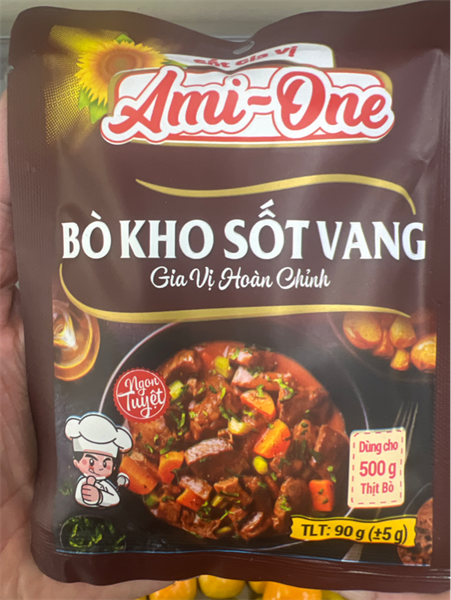 Sốt Gia Vị
Ami-One
BÒ KHO SỐT VANG
Gia Vị Hoàn Chỉnh
Ngon
Tuyệt
Dùng cho
500 g
Thịt Bò
TLT: 90 g (±5 g)